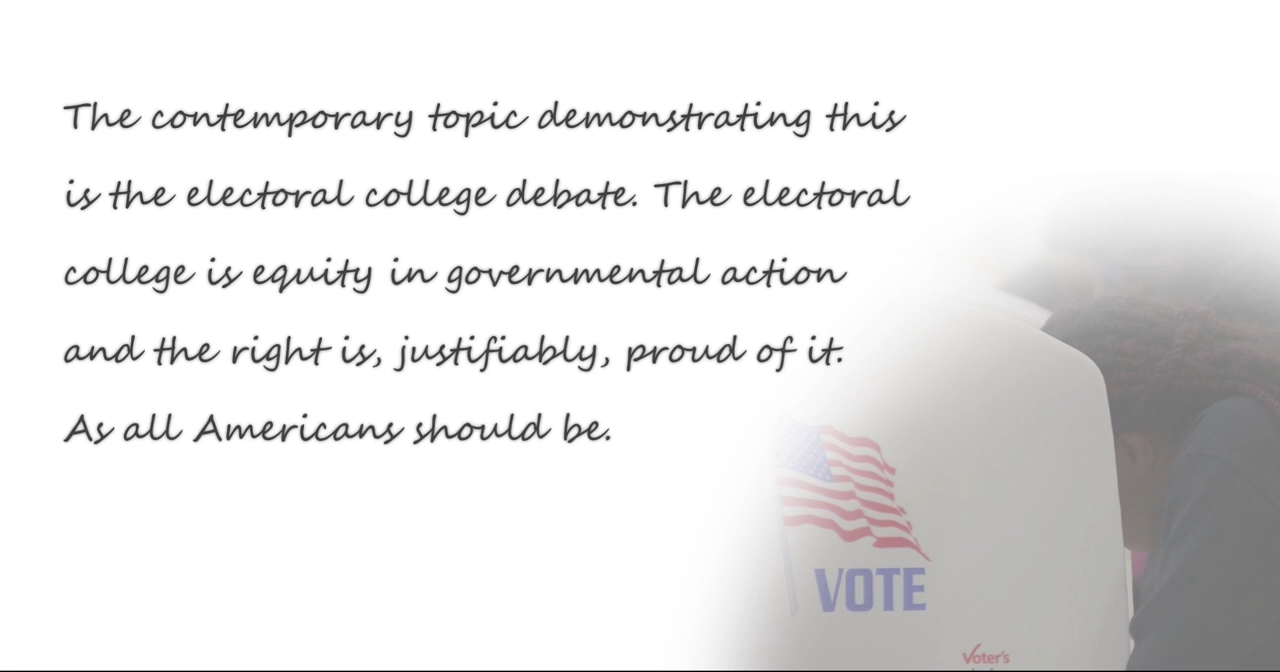 The contemporary topic demonstrating this
is the electoral college debate. The electoral
college is equity in governmental action
and the right is, justifiably, proud of it.
As all Americans should be.
VOTE
Voter's